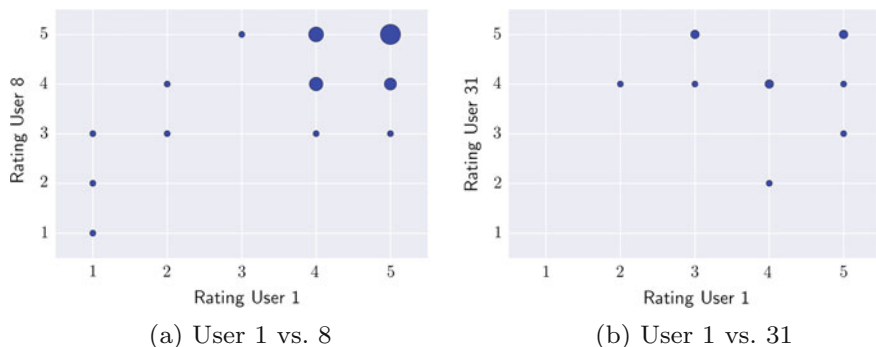 5
4
3
2
1
Rating User 8
1 2 3 4 5
Rating User 1
(a) User 1 vs. 8
5
4
3
2
1
Rating User 31
1 2 3 4 5
Rating User 1
(b) User 1 vs. 31